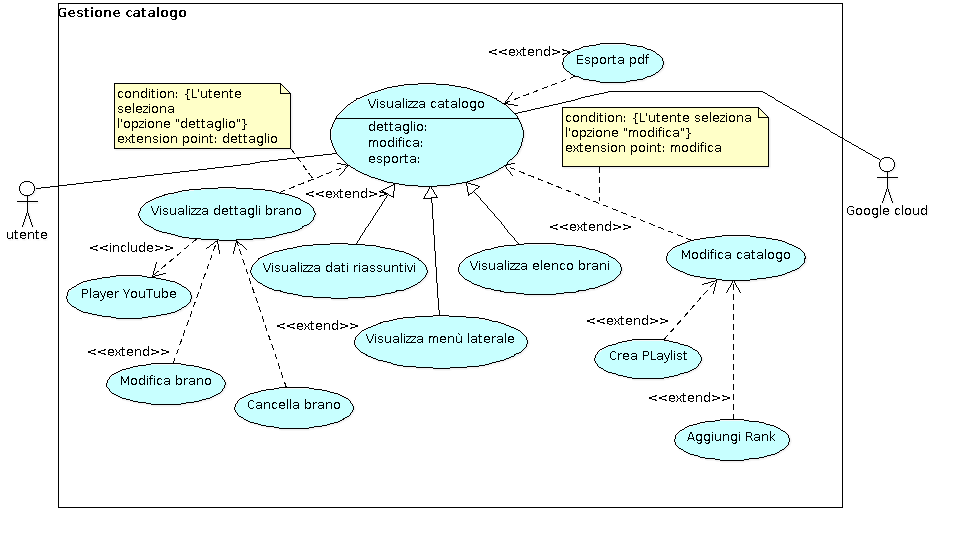 Gestione catalogo
<<extend>>
Esporta pdf
condition: {L'utente
seleziona
l'opzione "dettaglio"}
extension point: dettaglio
Visualizza catalogo
dettaglio:
modifica:
esporta:
condition: {L'utente seleziona
l'opzione "modifica"}
extension point: modifica
utente
Google cloud
<<extend>>
Visualizza dettagli brano
<<extend>>
<<include>>
Visualizza dati riassuntivi
Visualizza elenco brani
Modifica catalogo
Player YouTube
<<extend>>
<<extend>>
Visualizza menù laterale
<<extend>>
Crea PLaylist
Modifica brano
Cancella brano
<<extend>>
Aggiungi Rank